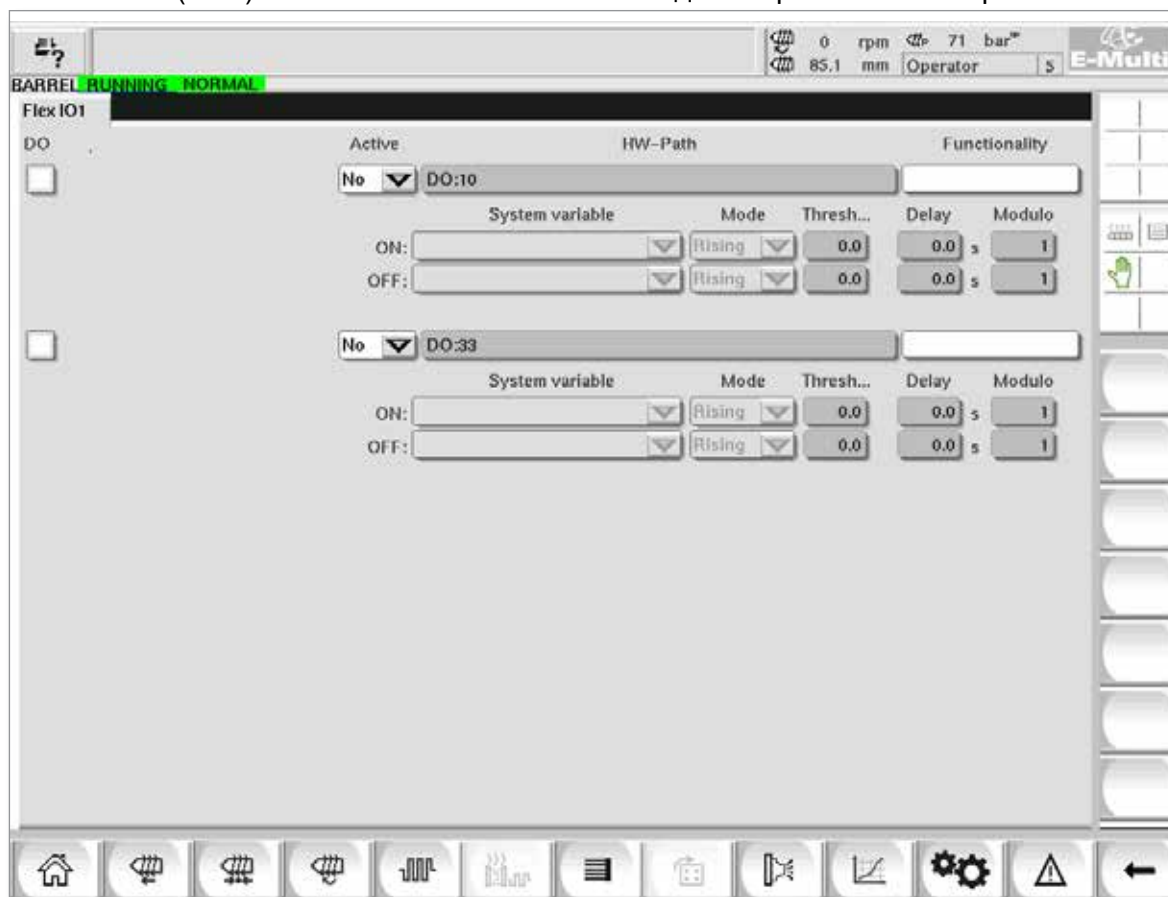 0 rpm 71 bar
E-Multi
85.1 mm Operator S
BARREL RUNNING NORMAL
Flex IO1
DO Active HW-Path Functionality
No DO:10
System variable Mode Thresh... Delay Modulo
ON: Rising 0.0 0.0 s 1
OFF: Rising 0.0 0.0 s 1
No DO:33
System variable Mode Thresh... Delay Modulo
ON: Rising 0.0 0.0 s 1
OFF: Rising 0.0 0.0 s 1